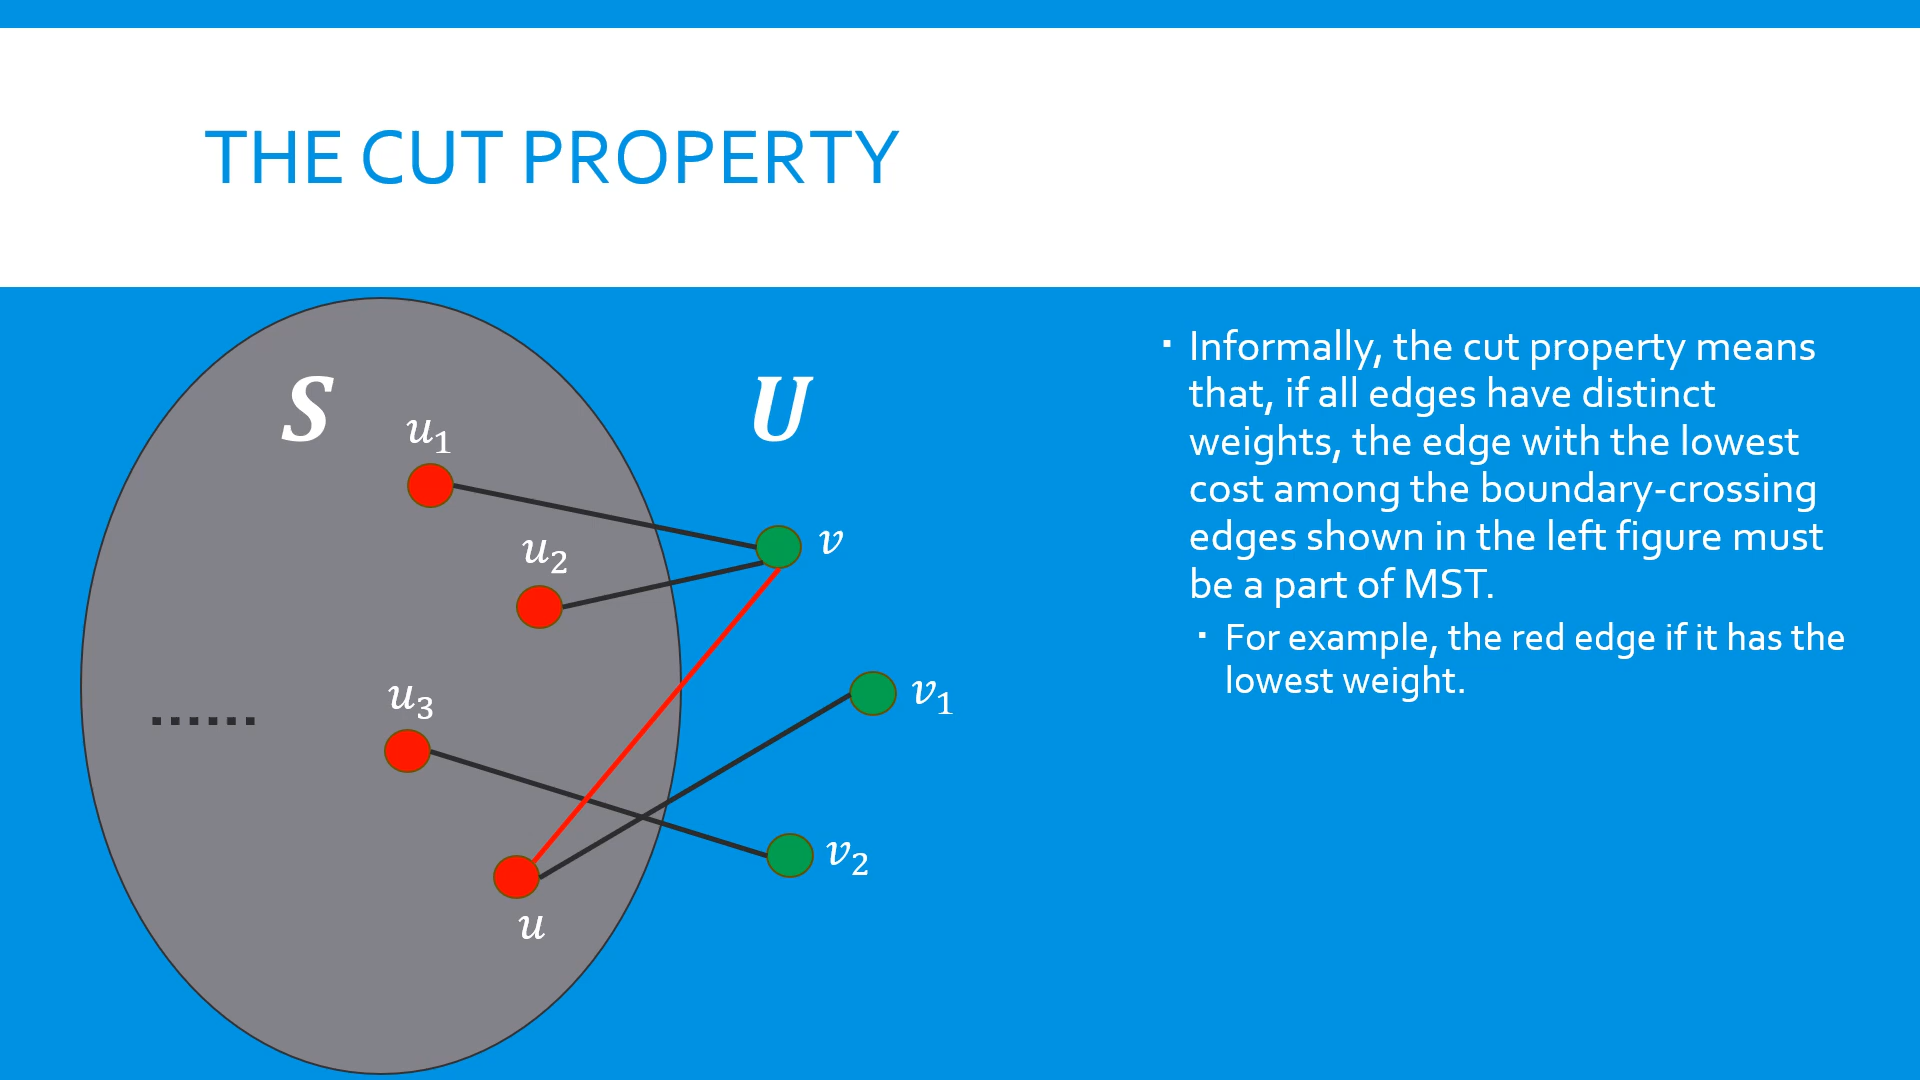 THE CUT PROPERTY
S
U
u₁
v
u₂
u₃
v₁
......
v₂
u
▪ Informally, the cut property means
that, if all edges have distinct
weights, the edge with the lowest
cost among the boundary-crossing
edges shown in the left figure must
be a part of MST.
▪ For example, the red edge if it has the
lowest weight.